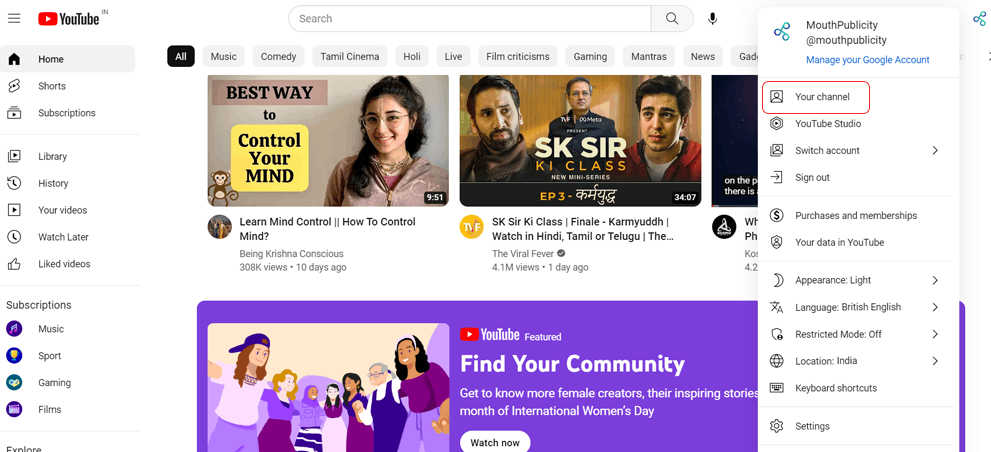 YouTube IN
Search
Home
Shorts
Subscriptions
Library
History
Your videos
Watch Later
Liked videos
Subscriptions
Music
Sport
Gaming
Films
Explore
All
Music
Comedy
Tamil Cinema
Holi
Live
Film criticisms
Gaming
Mantras
News
BEST WAY
to
Control
Your
MIND
9:51
Learn Mind Control || How To Control
Mind?
Being Krishna Conscious
308K views • 10 days ago
TVF Meta
PRESENT
SK SIR
KI CLASS
NEW MINI-SERIES
EP 3 - कर्मयुद्ध
34:07
TVF
SK Sir Ki Class | Finale - Karmyuddh |
Watch in Hindi, Tamil or Telugu | The...
The Viral Fever
4.1M views • 1 day ago
on the p
there is a
Wh
Ph
Kos
4.2
YouTube Featured
Find Your Community
Get to know more female creators, their inspiring stories
month of International Women's Day
Watch now
MouthPublicity
@mouthpublicity
Manage your Google Account
Your channel
YouTube Studio
Switch account
Sign out
Purchases and memberships
Your data in YouTube
Appearance: Light
Language: British English
Restricted Mode: Off
Location: India
Keyboard shortcuts
Settings